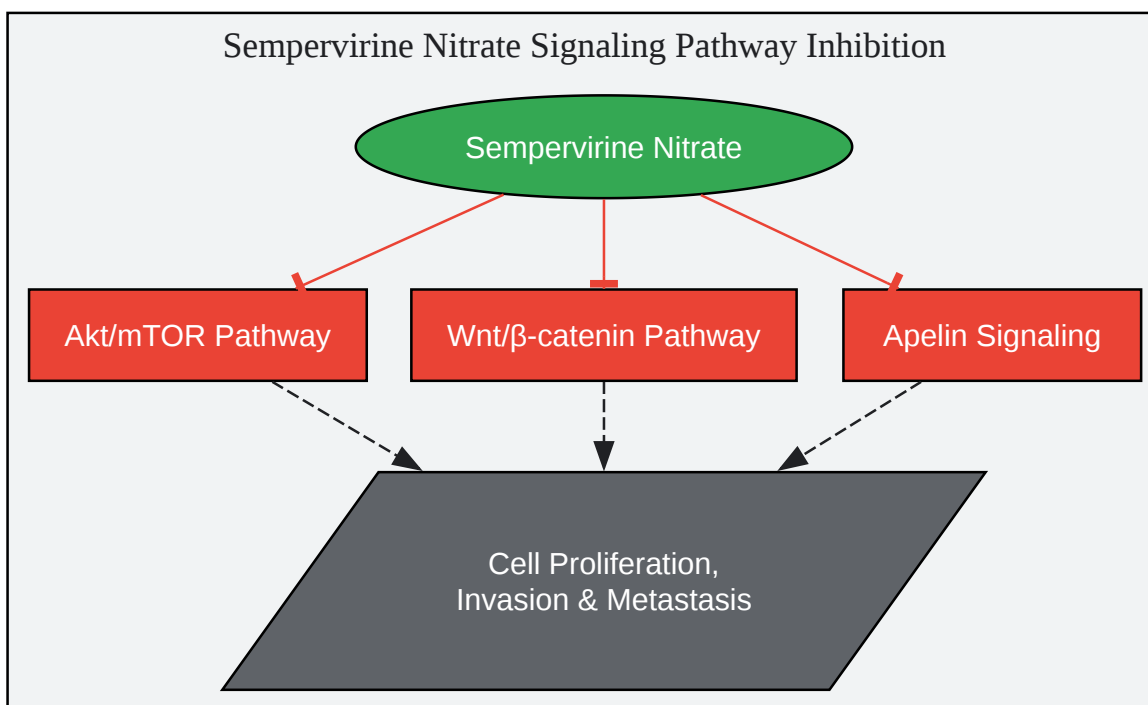 Sempervirine Nitrate Signaling Pathway Inhibition
Sempervirine Nitrate
Akt/mTOR Pathway
Wnt/β-catenin Pathway
Apelin Signaling
Cell Proliferation,
Invasion & Metastasis